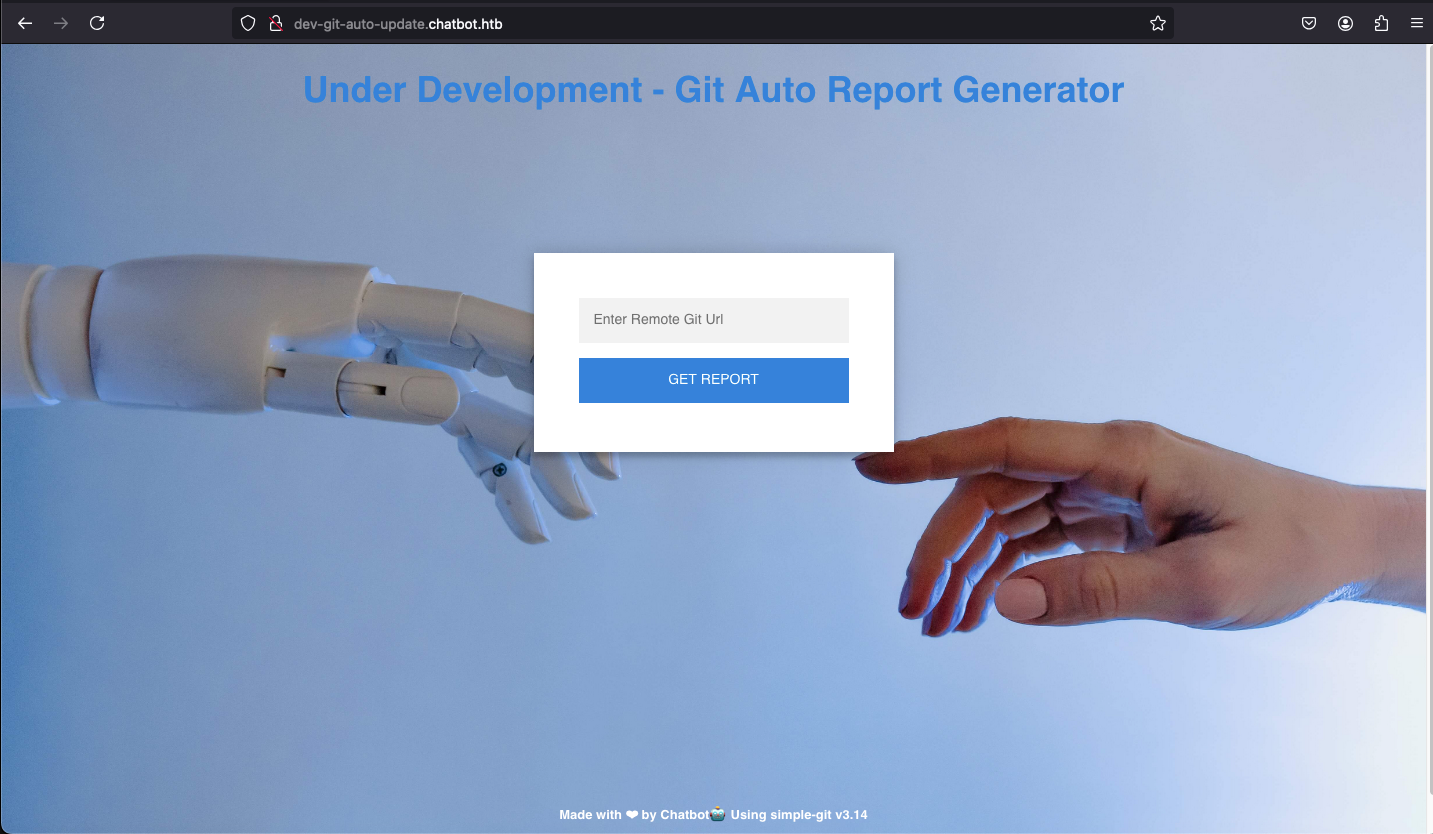 dev-git-auto-update.chatbot.htb
Under Development - Git Auto Report Generator
Enter Remote Git Url
GET REPORT
Made with ❤ by Chatbot🤖 Using simple-git v3.14